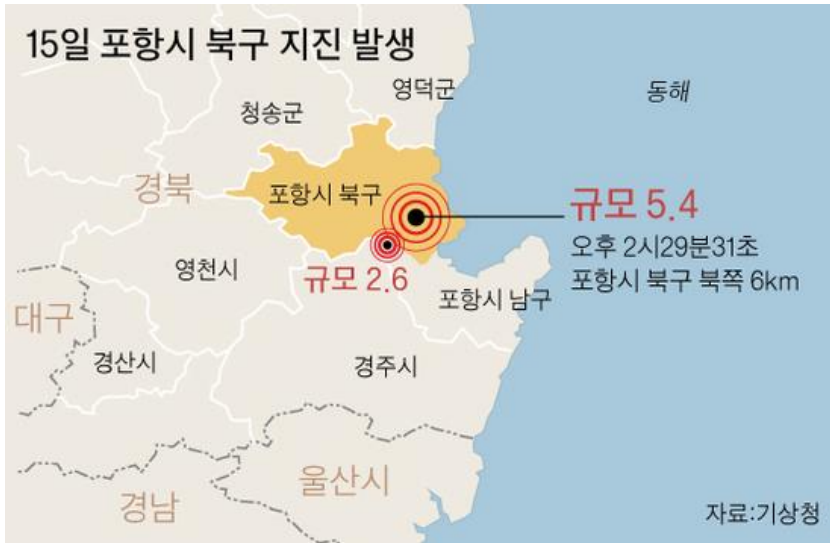 15일 포항시 북구 지진 발생
영덕군
동해
청송군
경북
포항시 북구
규모 5.4
오후 2시29분31초
포항시 북구 북쪽 6km
영천시
규모 2.6
포항시 남구
대구
경산시
경주시
울산시
경남
자료:기상청